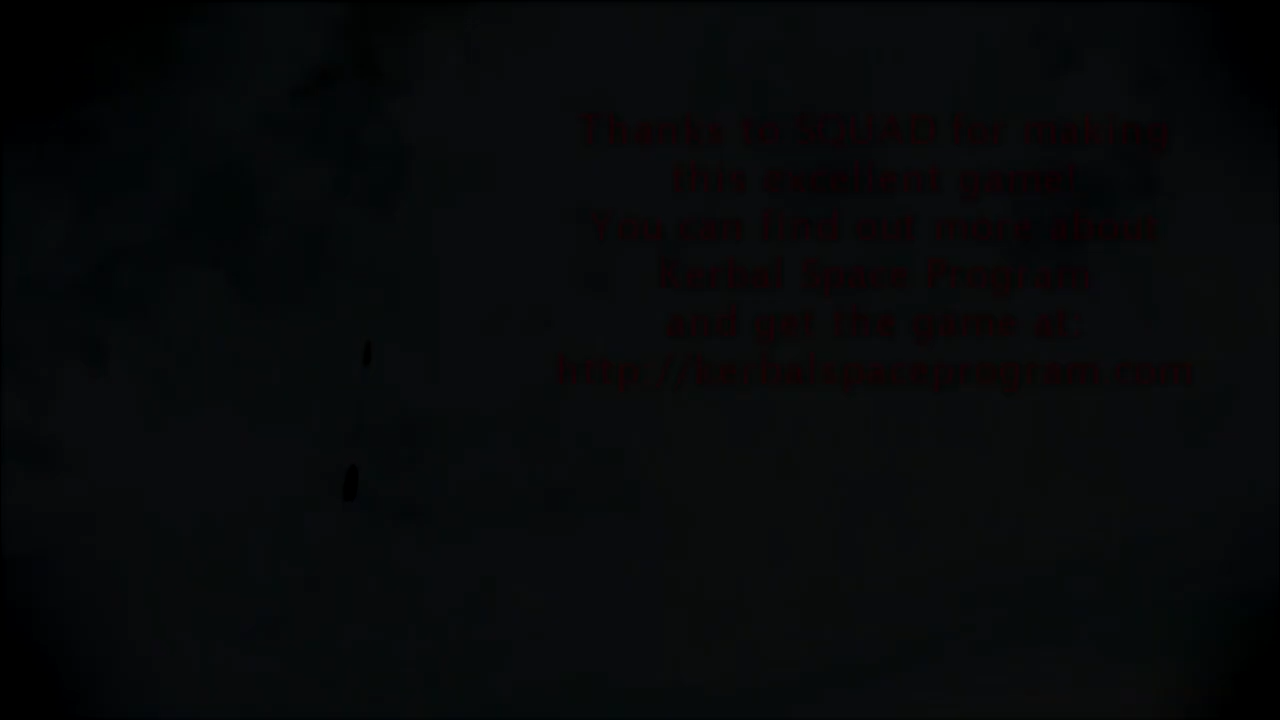 Thanks to SQUAD for making
this excellent game!
You can find out more about
Kerbal Space Program
and get the game at:
http://kerbalspaceprogram.com